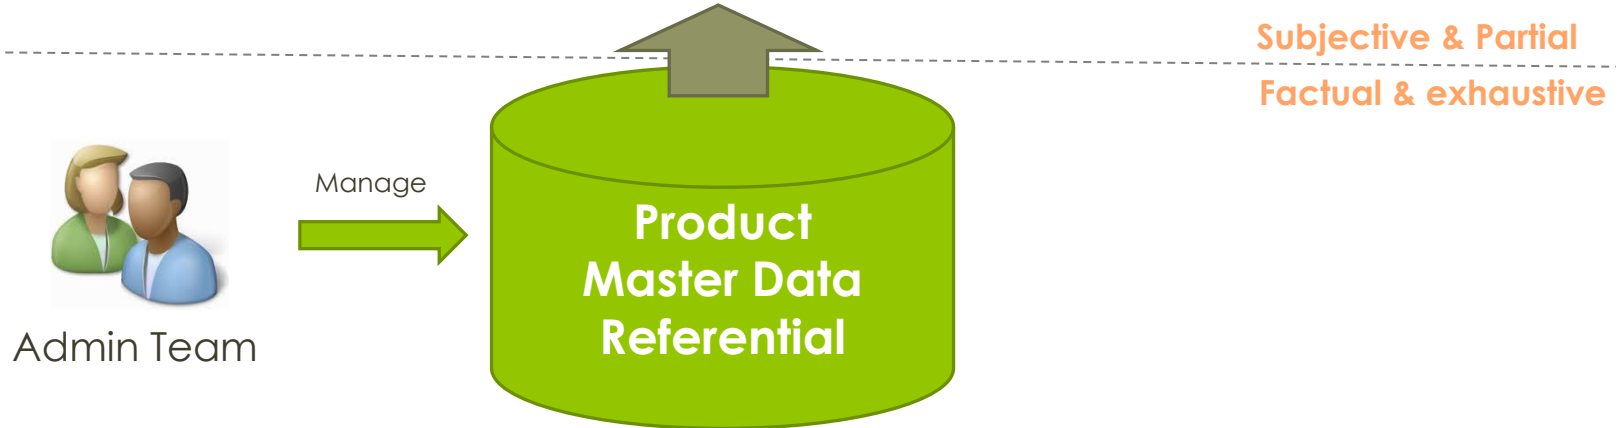 Subjective & Partial
Factual & exhaustive
Manage
Product
Master Data
Referential
Admin Team